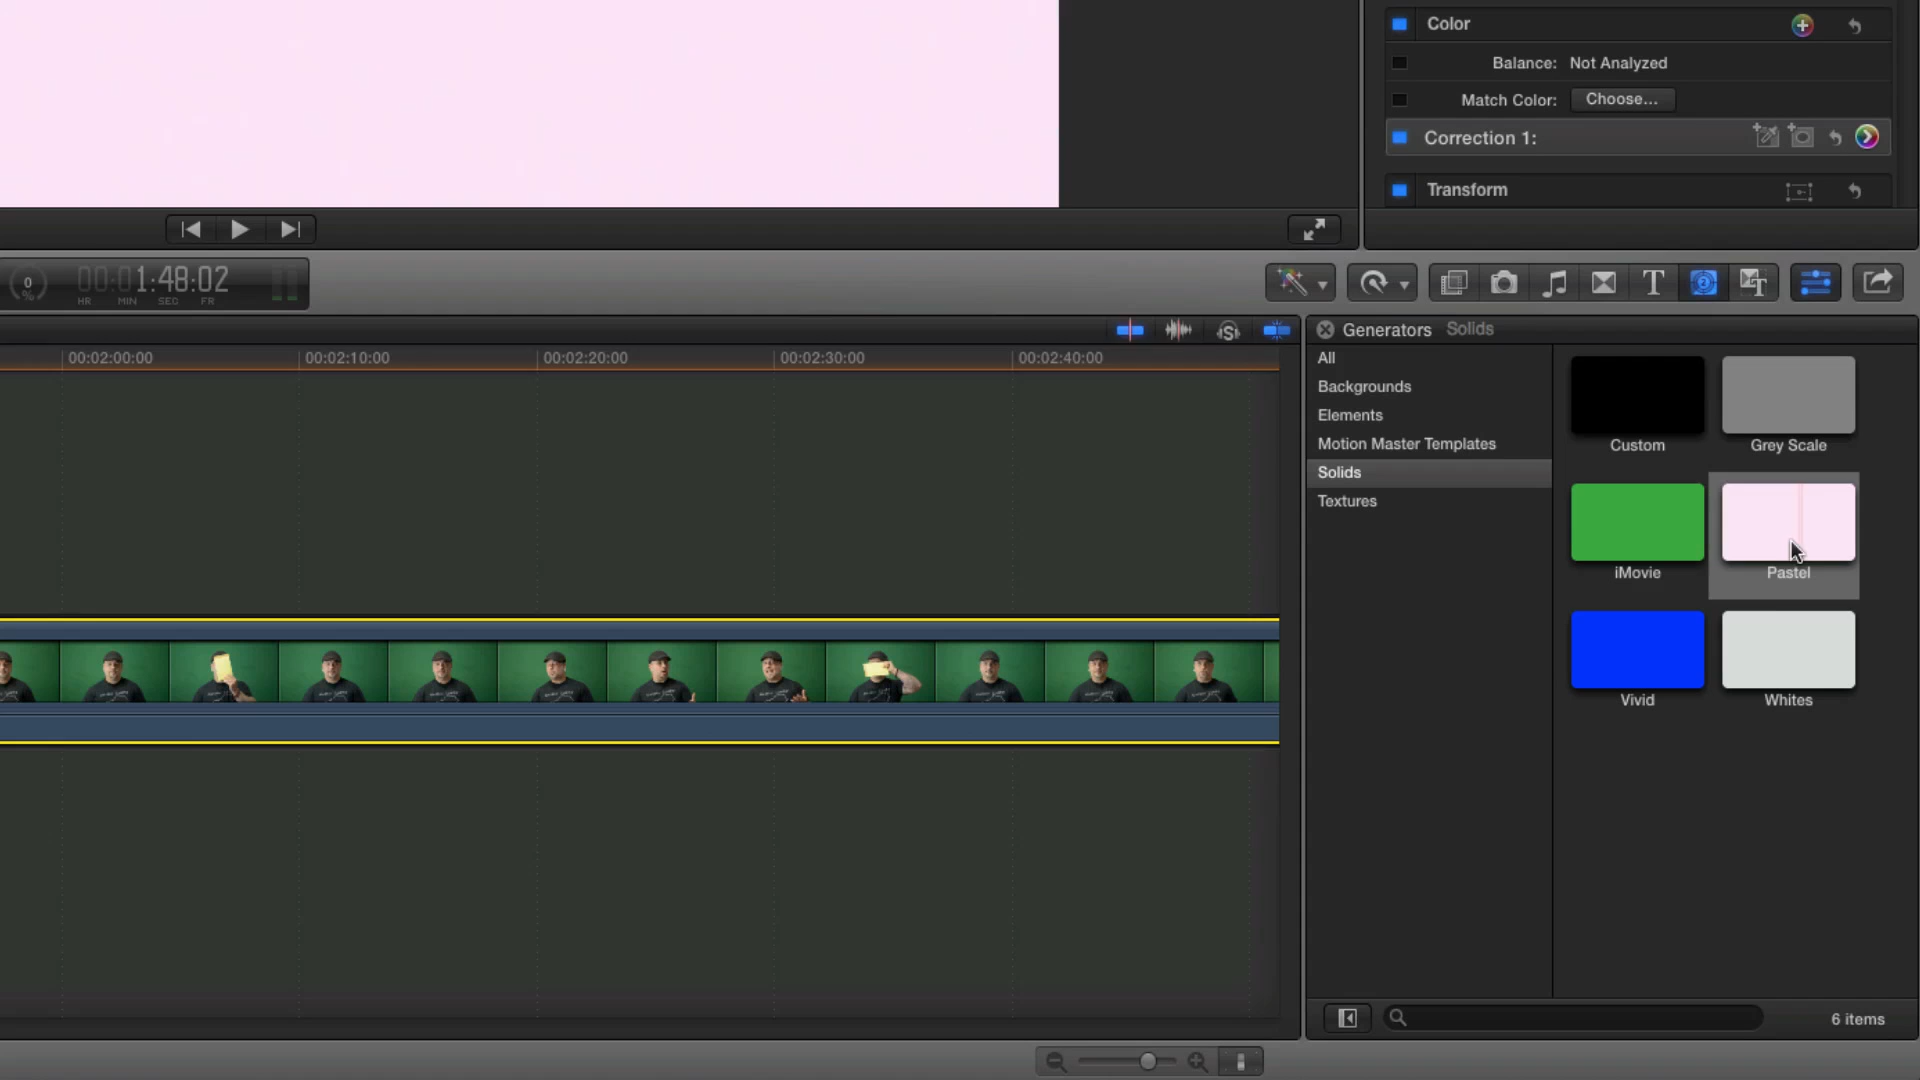 Color
Balance: Not Analyzed
Match Color: Choose...
Correction 1:
Transform
0
%
00:01:48:02
HR MIN SEC FR
T
T
Generators Solids
00:02:00:00 00:02:10:00 00:02:20:00 00:02:30:00 00:02:40:00
All
Backgrounds
Elements
Motion Master Templates
Solids
Textures
Custom
Grey Scale
iMovie
Pastel
Vivid
Whites
6 items